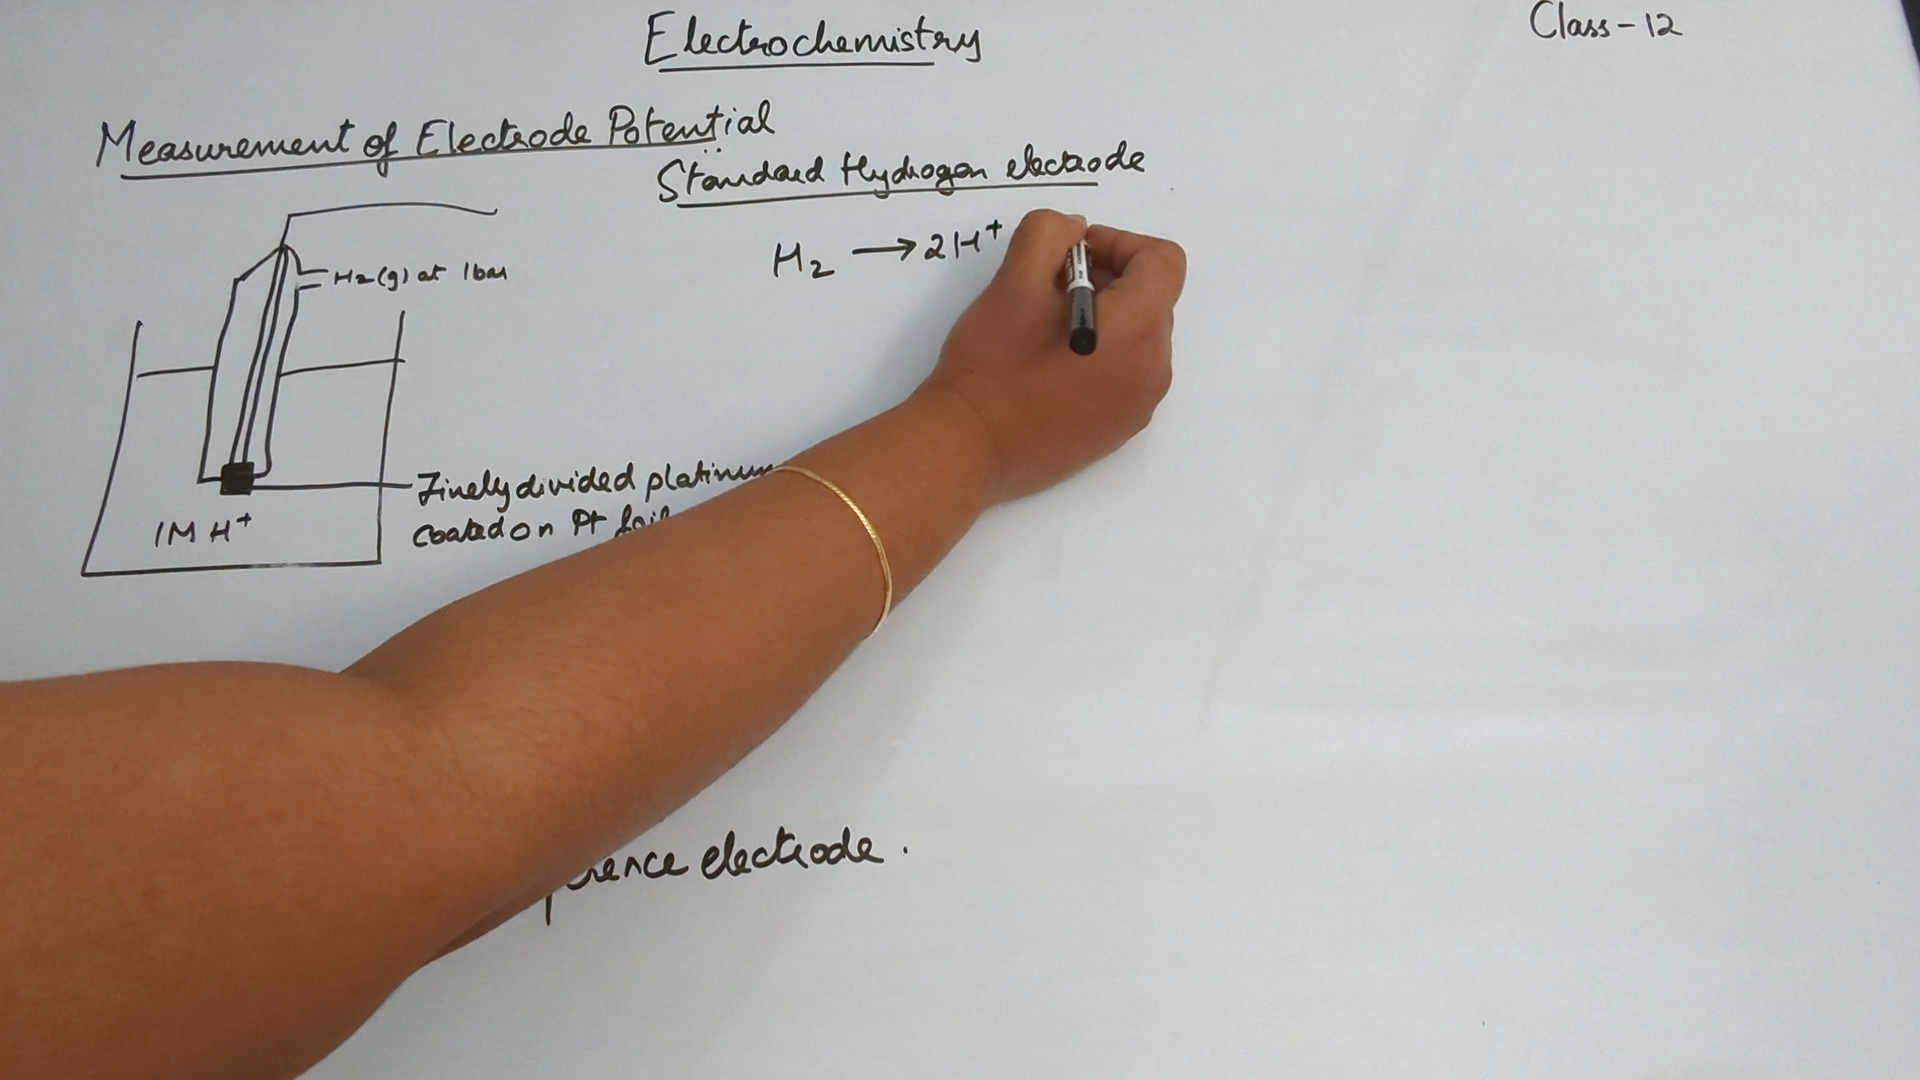 Electrochemistry
Class-12
Measurement of Electrode Potential
Standard Hydrogen electrode
H₂ → 2H⁺
H₂(g) at 1bar
Finely divided platinum
coated on Pt foil
1M H⁺
electrode.